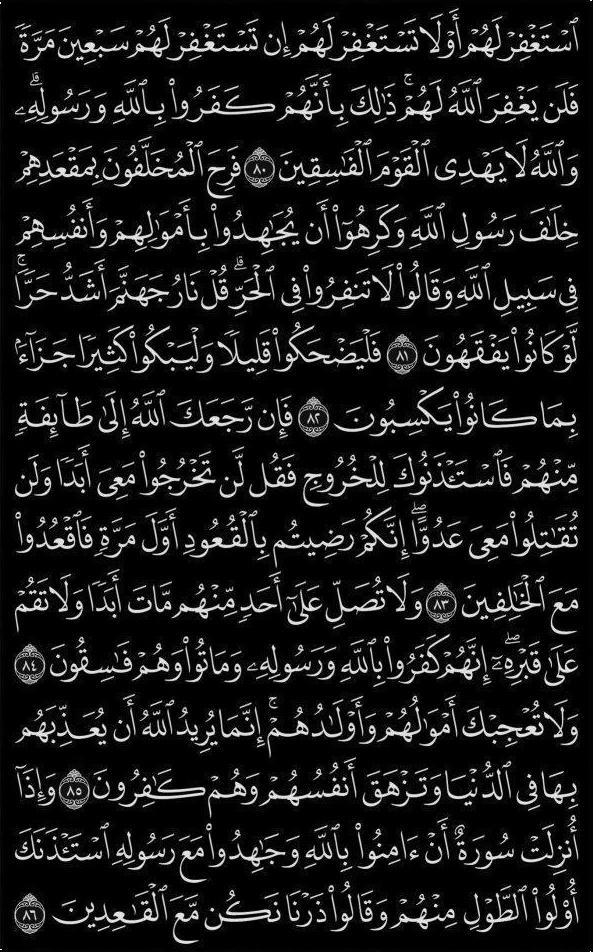 ٱسۡتَغۡفِرۡ لَهُمۡ أَوۡ لَا تَسۡتَغۡفِرۡ لَهُمۡ إِن تَسۡتَغۡفِرۡ لَهُمۡ سَبۡعِينَ مَرَّةٗ
فَلَن يَغۡفِرَ ٱللَّهُ لَهُمۡۚ ذَٰلِكَ بِأَنَّهُمۡ كَفَرُواْ بِٱللَّهِ وَرَسُولِهِۦۗ
وَٱللَّهُ لَا يَهۡدِي ٱلۡقَوۡمَ ٱلۡفَٰسِقِينَ ٨٠ فَرِحَ ٱلۡمُخَلَّفُونَ بِمَقۡعَدِهِمۡ
خِلَٰفَ رَسُولِ ٱللَّهِ وَكَرِهُوٓاْ أَن يُجَٰهِدُواْ بِأَمۡوَٰلِهِمۡ وَأَنفُسِهِمۡ
فِي سَبِيلِ ٱللَّهِ وَقَالُواْ لَا تَنفِرُواْ فِي ٱلۡحَرِّۗ قُلۡ نَارُ جَهَنَّمَ أَشَدُّ حَرّٗاۚ
لَّوۡ كَانُواْ يَفۡقَهُونَ ٨١ فَلۡيَضۡحَكُواْ قَلِيلٗا وَلۡيَبۡكُواْ كَثِيرٗا جَزَآءَۢ
بِمَا كَانُواْ يَكۡسِبُونَ ٨٢ فَإِن رَّجَعَكَ ٱللَّهُ إِلَىٰ طَآئِفَةٖ
مِّنۡهُمۡ فَٱسۡتَـٔۡذَنُوكَ لِلۡخُرُوجِ فَقُل لَّن تَخۡرُجُواْ مَعِيَ أَبَدٗا وَلَن
تُقَٰتِلُواْ مَعِيَ عَدُوًّاۖ إِنَّكُمۡ رَضِيتُم بِٱلۡقُعُودِ أَوَّلَ مَرَّةٖ فَٱقۡعُدُواْ
مَعَ ٱلۡخَٰلِفِينَ ٨٣ وَلَا تُصَلِّ عَلَىٰٓ أَحَدٖ مِّنۡهُم مَّاتَ أَبَدٗا وَلَا تَقُمۡ
عَلَىٰ قَبۡرِهِۦٓۖ إِنَّهُمۡ كَفَرُواْ بِٱللَّهِ وَرَسُولِهِۦ وَمَاتُواْ وَهُمۡ فَٰسِقُونَ ٨٤
وَلَا تُعۡجِبۡكَ أَمۡوَٰلُهُمۡ وَأَوۡلَٰدُهُمۡۚ إِنَّمَا يُرِيدُ ٱللَّهُ أَن يُعَذِّبَهُم
بِهَا فِي ٱلدُّنۡيَا وَتَزۡهَقَ أَنفُسُهُمۡ وَهُمۡ كَٰفِرُونَ ٨٥ وَإِذَآ
أُنزِلَتۡ سُورَةٌ أَنۡ ءَامِنُواْ بِٱللَّهِ وَجَٰهِدُواْ مَعَ رَسُولِهِ ٱسۡتَـٔۡذَنَكَ
أُوْلُواْ ٱلطَّوۡلِ مِنۡهُمۡ وَقَالُواْ ذَرۡنَا نَكُن مَّعَ ٱلۡقَٰعِدِينَ ٨٦